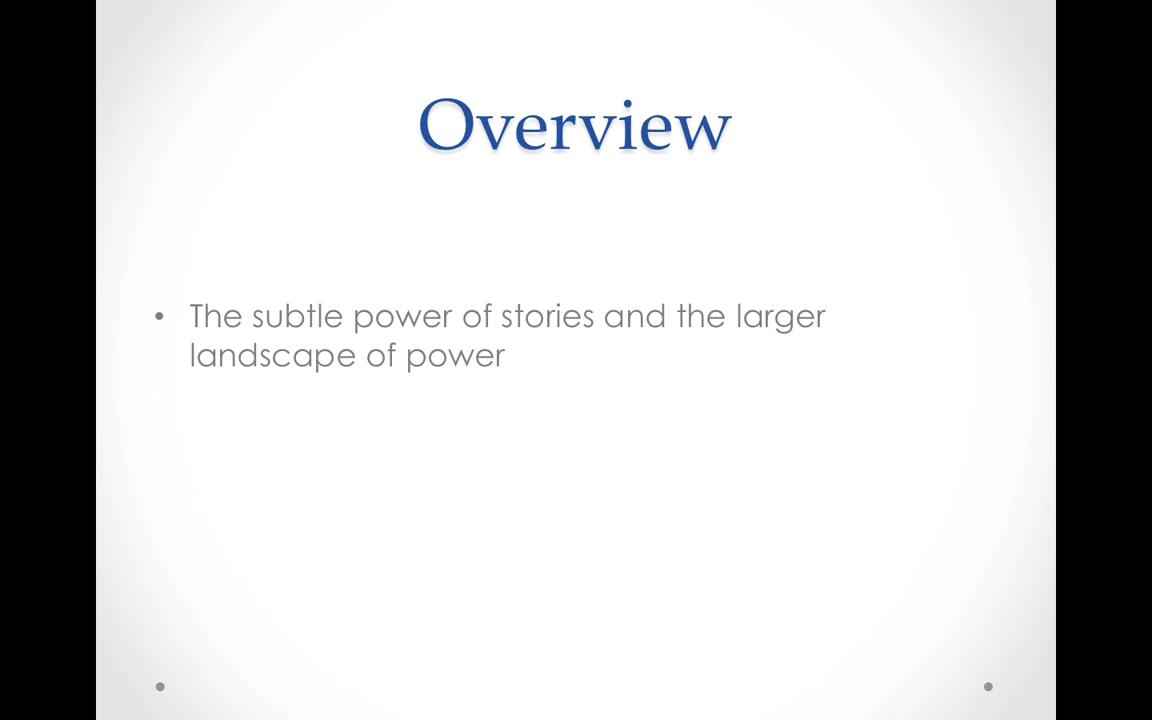 Overview
• The subtle power of stories and the larger
landscape of power